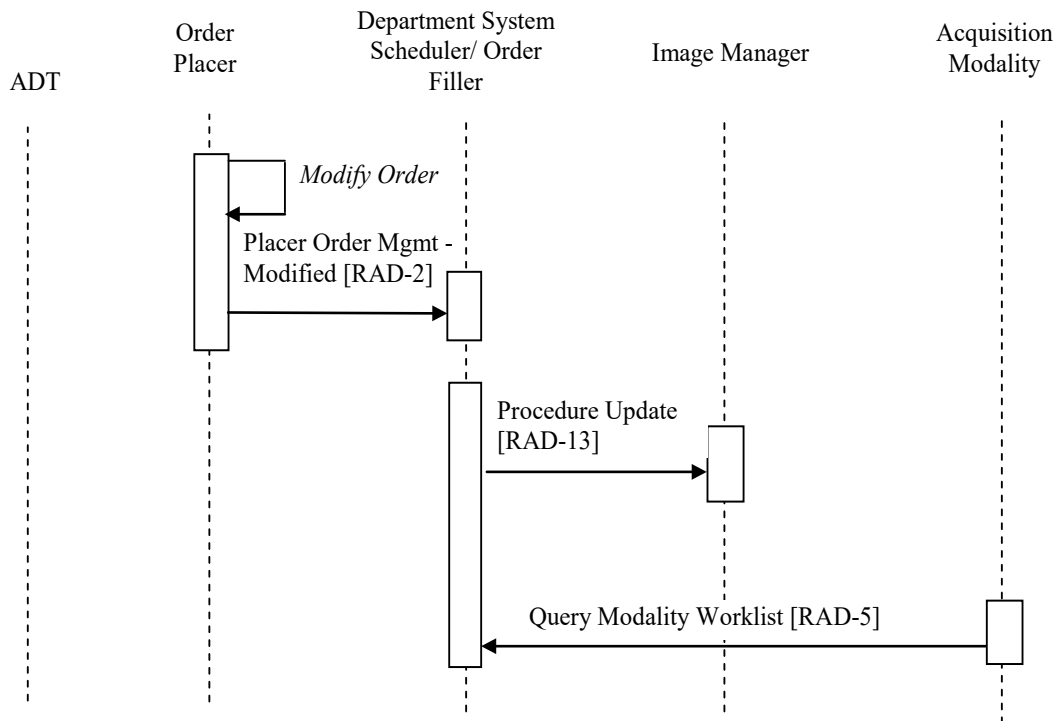 ADT
Order
Placer
Department System
Scheduler/ Order
Filler
Image Manager
Acquisition
Modality
Modify Order
Placer Order Mgmt -
Modified [RAD-2]
Procedure Update
[RAD-13]
Query Modality Worklist [RAD-5]